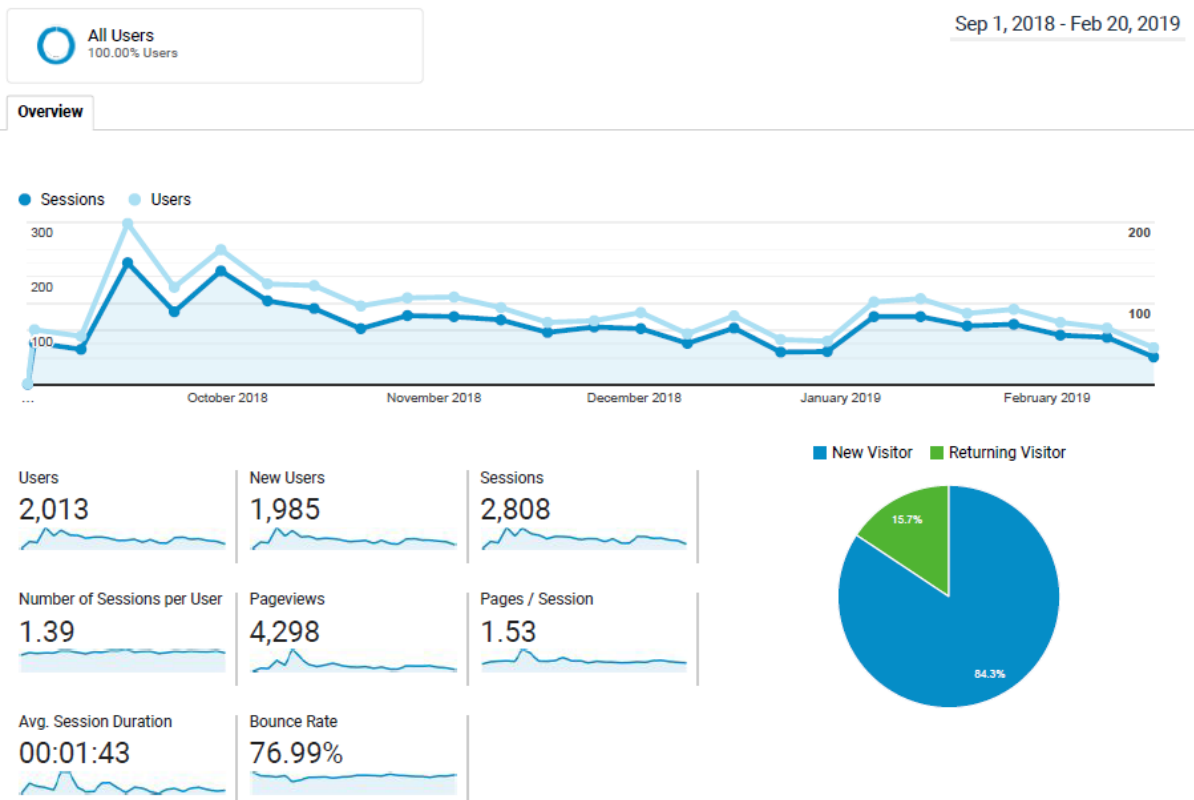 All Users
100.00% Users
Sep 1, 2018 - Feb 20, 2019
Overview
Sessions Users
300 200
200
100
100
... October 2018 November 2018 December 2018 January 2019 February 2019
New Visitor Returning Visitor
Users New Users Sessions
2,013 1,985 2,808
15.7%
Number of Sessions per User Pageviews Pages / Session
1.39 4,298 1.53
84.3%
Avg. Session Duration Bounce Rate
00:01:43 76.99%